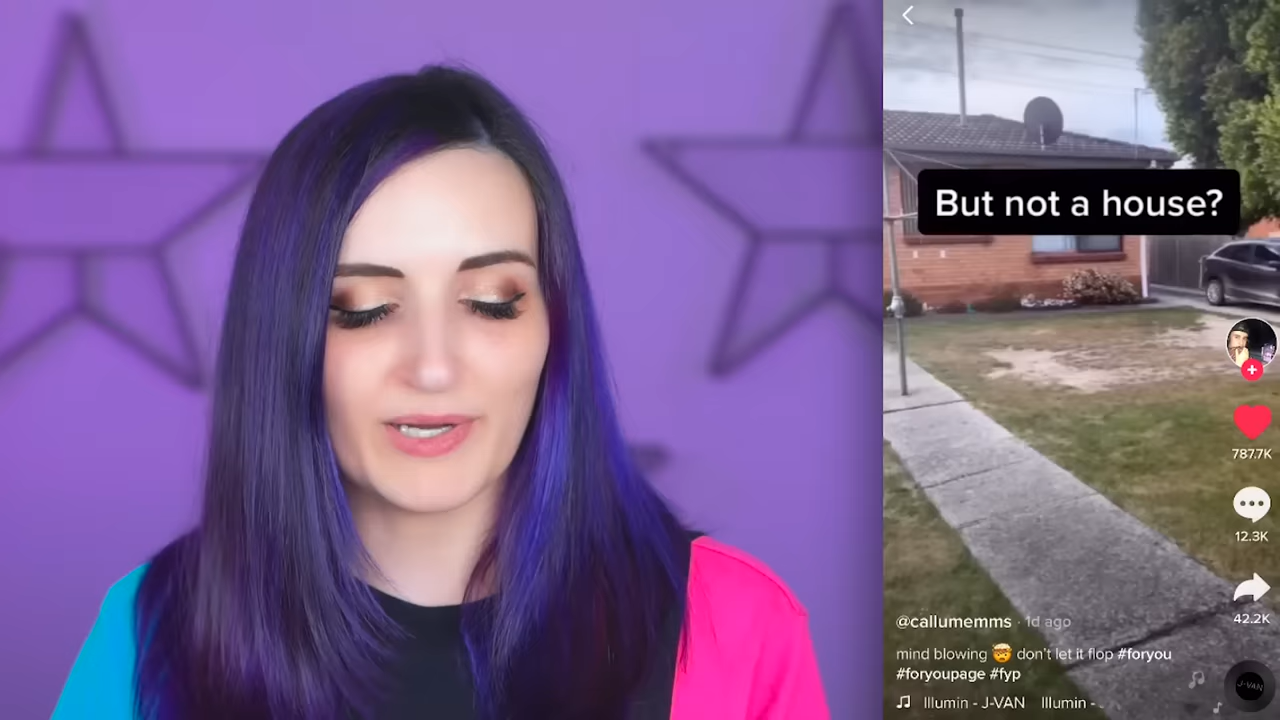 But not a house?
787.7K
12.3K
42.2K
@callumemms · 1d ago
mind blowing 🤯 don't let it flop #foryou
#foryoupage #fyp
Illumin - J-VAN Illumin -
J-VAN